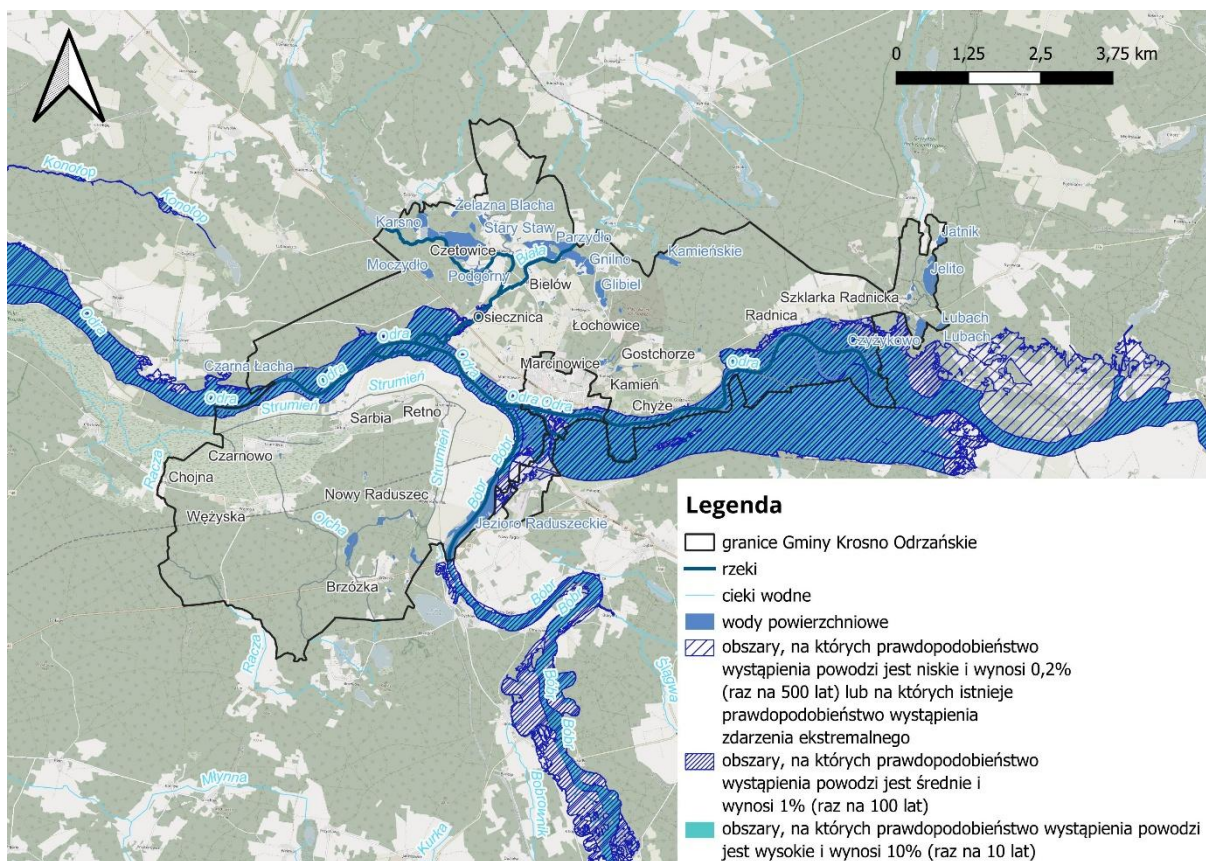 0 1,25 2,5 3,75 km
Konotop
Konotop
Żelazna Blacha
Karsno
Stary Staw
Parzydło
Czetowice
Biała
Kamieńskie
Jatnik
Moczydło
Gnilno
Podgórny
Bielów
Glibiel
Jelito
Szklarka Radnicka
Osiecznica
Radnica
Łochowice
Lubach
Odra
Odra
Czyżykowo
Lubach
Czarna Łacha
Odra
Odra
Marcinowice
Gostchorze
Odra
Strumień
Kamień
Strumień
Sarbia
Retno
Odra
Odra
Chyże
Czarnowo
Strumień
Bóbr
Racza
Chojna
Bóbr
Nowy Raduszec
Wężyska
Olcha
Jezioro Raduszeckie
Brzózka
Bóbr
Bóbr
Racza
Bóbr
Bóbr
Młynna
Kurka
Bobrownik
Legenda
granice Gminy Krosno Odrzańskie
rzeki
cieki wodne
wody powierzchniowe
obszary, na których prawdopodobieństwo
wystąpienia powodzi jest niskie i wynosi 0,2%
(raz na 500 lat) lub na których istnieje
prawdopodobieństwo wystąpienia
zdarzenia ekstremalnego
obszary, na których prawdopodobieństwo
wystąpienia powodzi jest średnie i
wynosi 1% (raz na 100 lat)
obszary, na których prawdopodobieństwo wystąpienia powodzi
jest wysokie i wynosi 10% (raz na 10 lat)